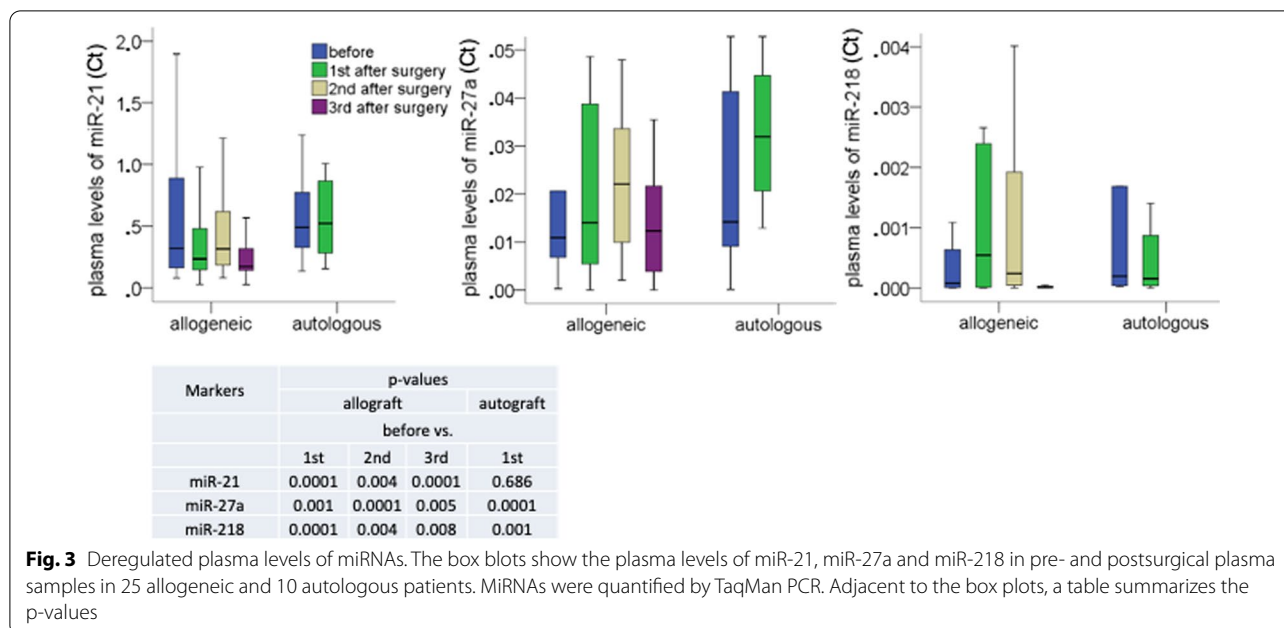 plasma levels of miR-21 (Ct)
2,0
1,5
1,0
,5
,0
before
1st after surgery
2nd after surgery
3rd after surgery
allogeneic autologous
plasma levels of miR-27a (Ct)
,05
,04
,03
,02
,01
,00
allogeneic autologous
plasma levels of miR-218 (Ct)
,004
,003
,002
,001
,000
allogeneic autologous
Markers p-values
allograft autograft
before vs.
1st 2nd 3rd 1st
miR-21 0.0001 0.004 0.0001 0.686
miR-27a 0.001 0.0001 0.005 0.0001
miR-218 0.0001 0.004 0.008 0.001
Fig. 3 Deregulated plasma levels of miRNAs. The box blots show the plasma levels of miR-21, miR-27a and miR-218 in pre- and postsurgical plasma
samples in 25 allogeneic and 10 autologous patients. MiRNAs were quantified by TaqMan PCR. Adjacent to the box plots, a table summarizes the
p-values